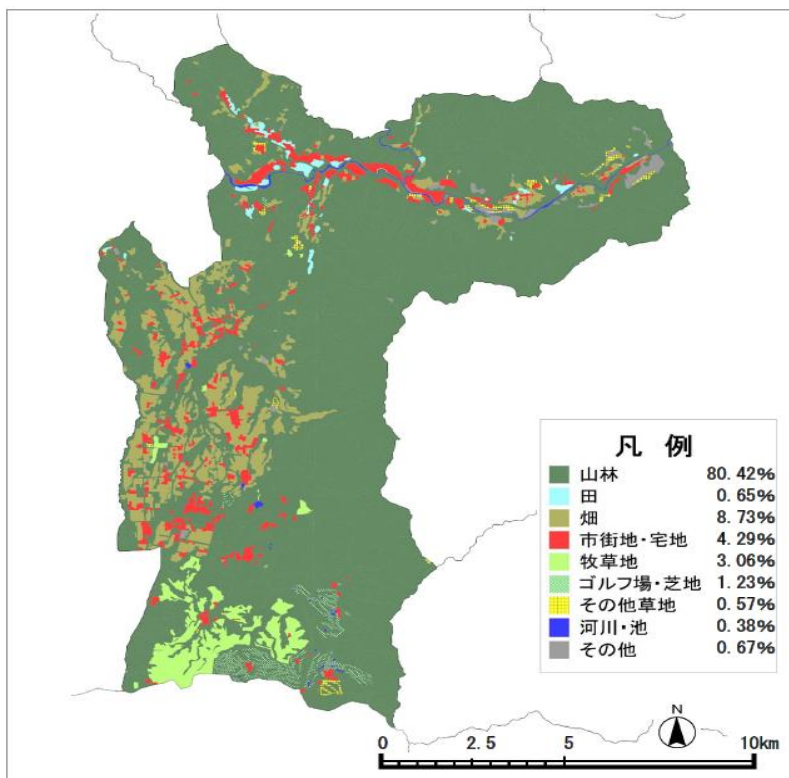 凡 例
山林 80.42%
田 0.65%
畑 8.73%
市街地・宅地 4.29%
牧草地 3.06%
ゴルフ場・芝地 1.23%
その他草地 0.57%
河川・池 0.38%
その他 0.67%
N
0 2.5 5 10km